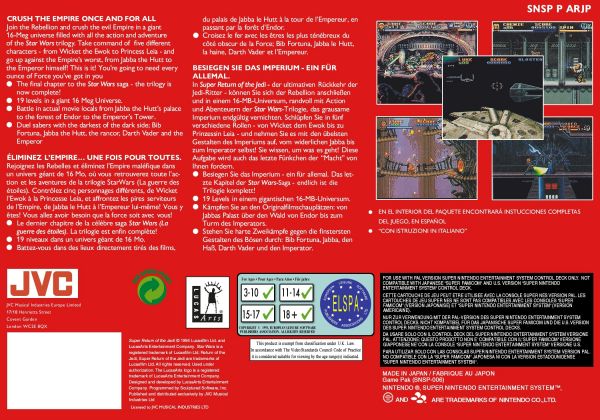 SNSP P ARJP
CRUSH THE EMPIRE ONCE AND FOR ALL
Join the Rebellion and crush the evil Empire in a giant
16-Meg universe filled with all the action and adventure
of the Star Wars trilogy. Take command of five different
characters - from Wicket the Ewok to Princess Leia - and
go up against the Empire's worst, from Jabba the Hutt to
the Emperor himself! This is it! You're going to need every
ounce of Force you've got in you
● The final chapter to the Star Wars saga - the trilogy is
now complete!
● 19 levels in a giant 16 Meg Universe.
● Battle in actual movie locals from Jabba the Hutt's palace
to the forest of Endor to the Emperor's Tower.
● Duel sabers with the darkest of the dark side; Bib
Fortuna, Jabba the Hutt, the rancor, Darth Vader and the
Emperor
ÉLIMINEZ L'EMPIRE... UNE FOIS POUR TOUTES.
Rejoignez les Rebelles et éliminez l'Empire maléfique dans
un univers géant de 16 Mo, où vous retrouverez toute l'ac-
tion et les aventures de la trilogie StarWars (La guerre des
étoiles). Contrôlez cinq personnages différents, de Wicket
l'Ewok à la Princesse Leia, et affrontez les pires serviteurs
de l'Empire, de Jabba le Hutt à l'Empereur lui-même! Vous y
êtes! Vous allez avoir besoin que la force soit avec vous!
● Le dernier chapitre de la célèbre saga Star Wars (La
guerre des étoiles). La trilogie est enfin complète!
● 19 niveaux dans un univers géant de 16 Mo.
● Battez-vous dans des lieux directement tirés des films,
du palais de Jabba le Hutt à la tour de l'Empereur, en
passant par la forêt d'Endor.
● Croisez le fer avec les êtres les plus ténébreux du
côté obscur de la Force; Bib Fortuna, Jabba le Hutt,
la haine, Darth Vader et l'Empereur.
BESIEGEN SIE DAS IMPERIUM - EIN FÜR
ALLEMAL.
In Super Return of the Jedi - der ultimativen Rückkehr der
Jedi-Ritter - können Sie sich der Rebellion anschließen
und in einem 16-MB-Universum, randvoll mit Action
und Abenteuern der Star Wars-Trilogie, das grausame
Imperium endgültig vernichten. Schlüpfen Sie in fünf
verschiedene Rollen - von Wicket dem Ewok bis zu
Prinzessin Leia - und nehmen Sie es mit den übelsten
Gestalten des Imperiums auf, vom widerlichen Jabba bis
zum Imperator selbst! Sie wissen, um was es geht! Diese
Aufgabe wird auch das letzte Fünkchen der "Macht" von
Ihnen fordern.
● Besiegen Sie das Imperium - ein für allemal. Das let-
zte Kapitel der Star Wars-Saga - endlich ist die
Trilogie komplett!
● 19 Levels in einem gigantischen 16-MB-Universum.
● Kämpfen Sie an den Originalfilmschauplätzen: von
Jabbas Palast über den Wald von Endor bis zum
Turm des Imperators.
● Stehen Sie harte Zweikämpfe gegen die finstersten
Gestalten des Bösen durch: Bib Fortuna, Jabba, den
Haß, Darth Vader und den Imperator.
● EN EL INTERIOR DEL PAQUETE ENCONTRARÁ INSTUCCIONES COMPLETAS
DEL JUEGO, EN ESPAÑOL
● "CON ISTRUZIONI IN ITALIANO"
JVC
JVC Musical Industries Europe Limited
17/18 Henrietta Street
Covent Garden
London WC2E 8QX
LUCAS
Arts
3-10
11-14
15-17
18+
ELSPA
This product is exempt from classification under U.K. Law.
In accordance with The Video Standards Council Code of Practice
it is considered suitable for viewing by the age range(s) indicated.
Super Return of the Jedi © 1994 Lucasfilm Ltd. and
LucasArts Entertainment Company. Star Wars is a
registered trademark of Lucasfilm Ltd. Return of the
Jedi, Super Return of the Jedi are trademarks of
Lucasfilm Ltd. All rights reserved. Used under
authorization. The LucasArts logo is a registered
trademark of LucasArts Entertainment Company.
Designed and developed by LucasArts Entertainment
Company. Programmed by Sculptured Software, Inc.
Published and distributed exclusively by JVC Musical
Industries Ltd
Licensed to JVC MUSICAL INDUSTRIES LTD
FOR USE WITH PAL VERSION SUPER NINTENDO ENTERTAINMENT SYSTEM CONTROL DECK ONLY. NOT
COMPATIBLE WITH JAPANESE "SUPER FAMICOM" AND U.S. VERSION "SUPER NINTENDO
ENTERTAINMENT SYSTEM" CONTROL DECK.
MADE IN JAPAN / FABRIQUE AU JAPON
Game Pak (SNSP-006)
NINTENDO ®, SUPER NINTENDO ENTERTAINMENT SYSTEM™,
AND ARE TRADEMARKS OF NINTENDO CO., LTD.